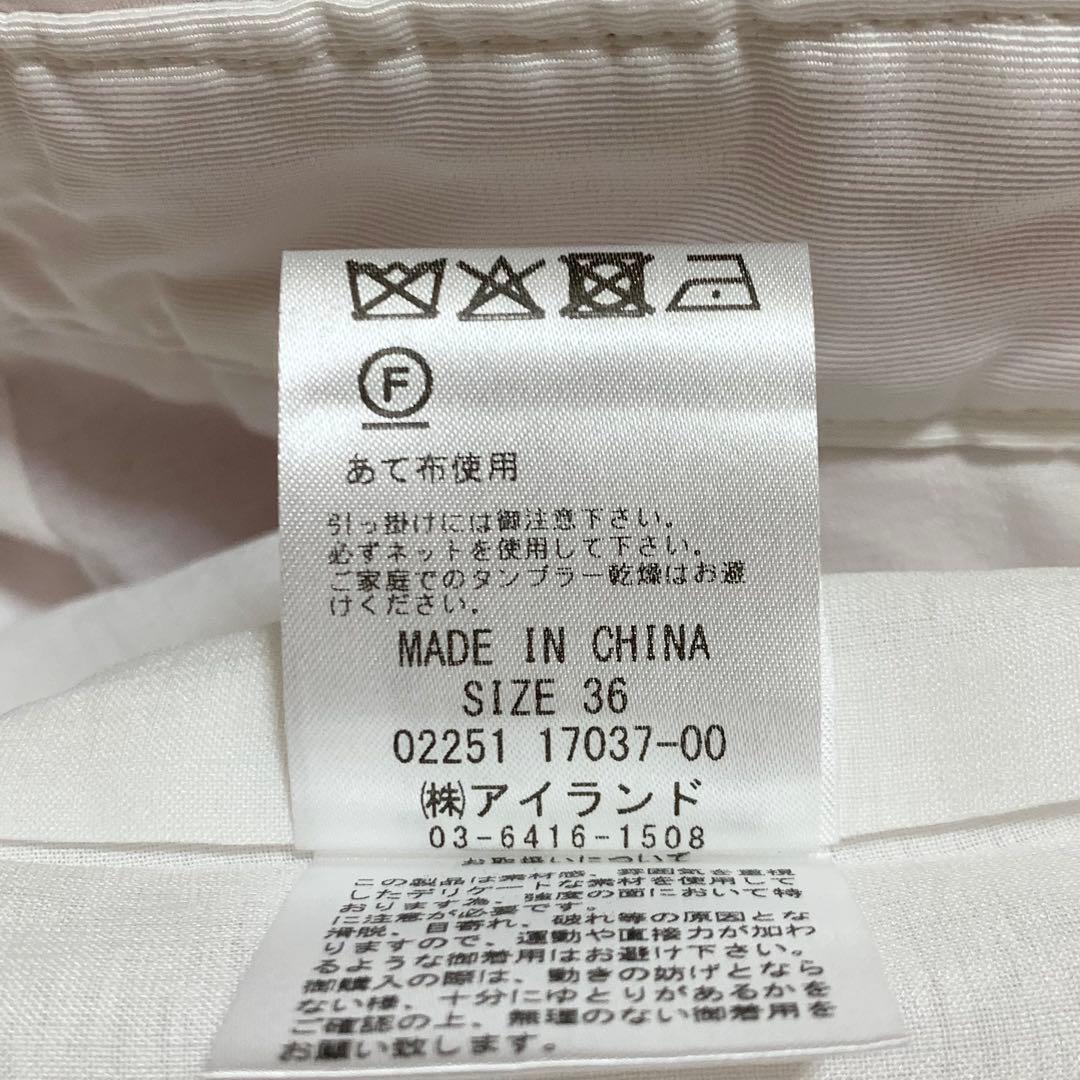 F
あて布使用
引っ掛けには御注意下さい。
必ずネットを使用して下さい。
ご家庭でのタンブラー乾燥はお避
けください。
MADE IN CHINA
SIZE 36
02251 17037-00
㈱アイランド
03-6416-1508
お取扱いについて
この製品は素材感、雰囲気を重視
したデリケートな素材を使用して
おります為、強度の面において特
に注意が必要です。
滑脱、目寄れ、破れ等の原因とな
りますので、運動や直接力が加わ
るような御着用はお避け下さい。
御購入の際は、動きの妨げとなら
ない様、十分にゆとりがあるかを
ご確認の上、無理のない御着用を
お願い致します。